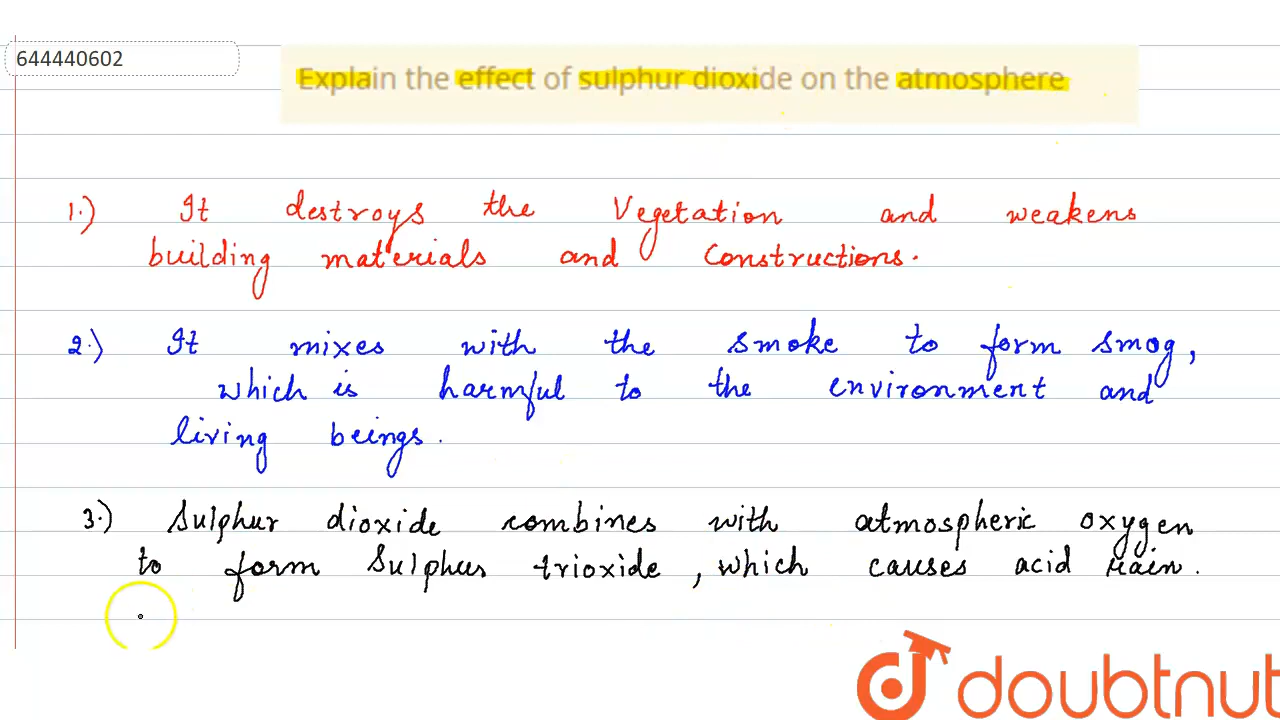 644440602
Explain the effect of sulphur dioxide on the atmosphere
1.) It destroys the Vegetation and weakens
building materials and constructions.
2.) It mixes with the smoke to form smog,
which is harmful to the environment and
living beings.
3.) Sulphur dioxide combines with atmospheric oxygen
to form Sulphur trioxide, which causes acid rain.
doubtnut